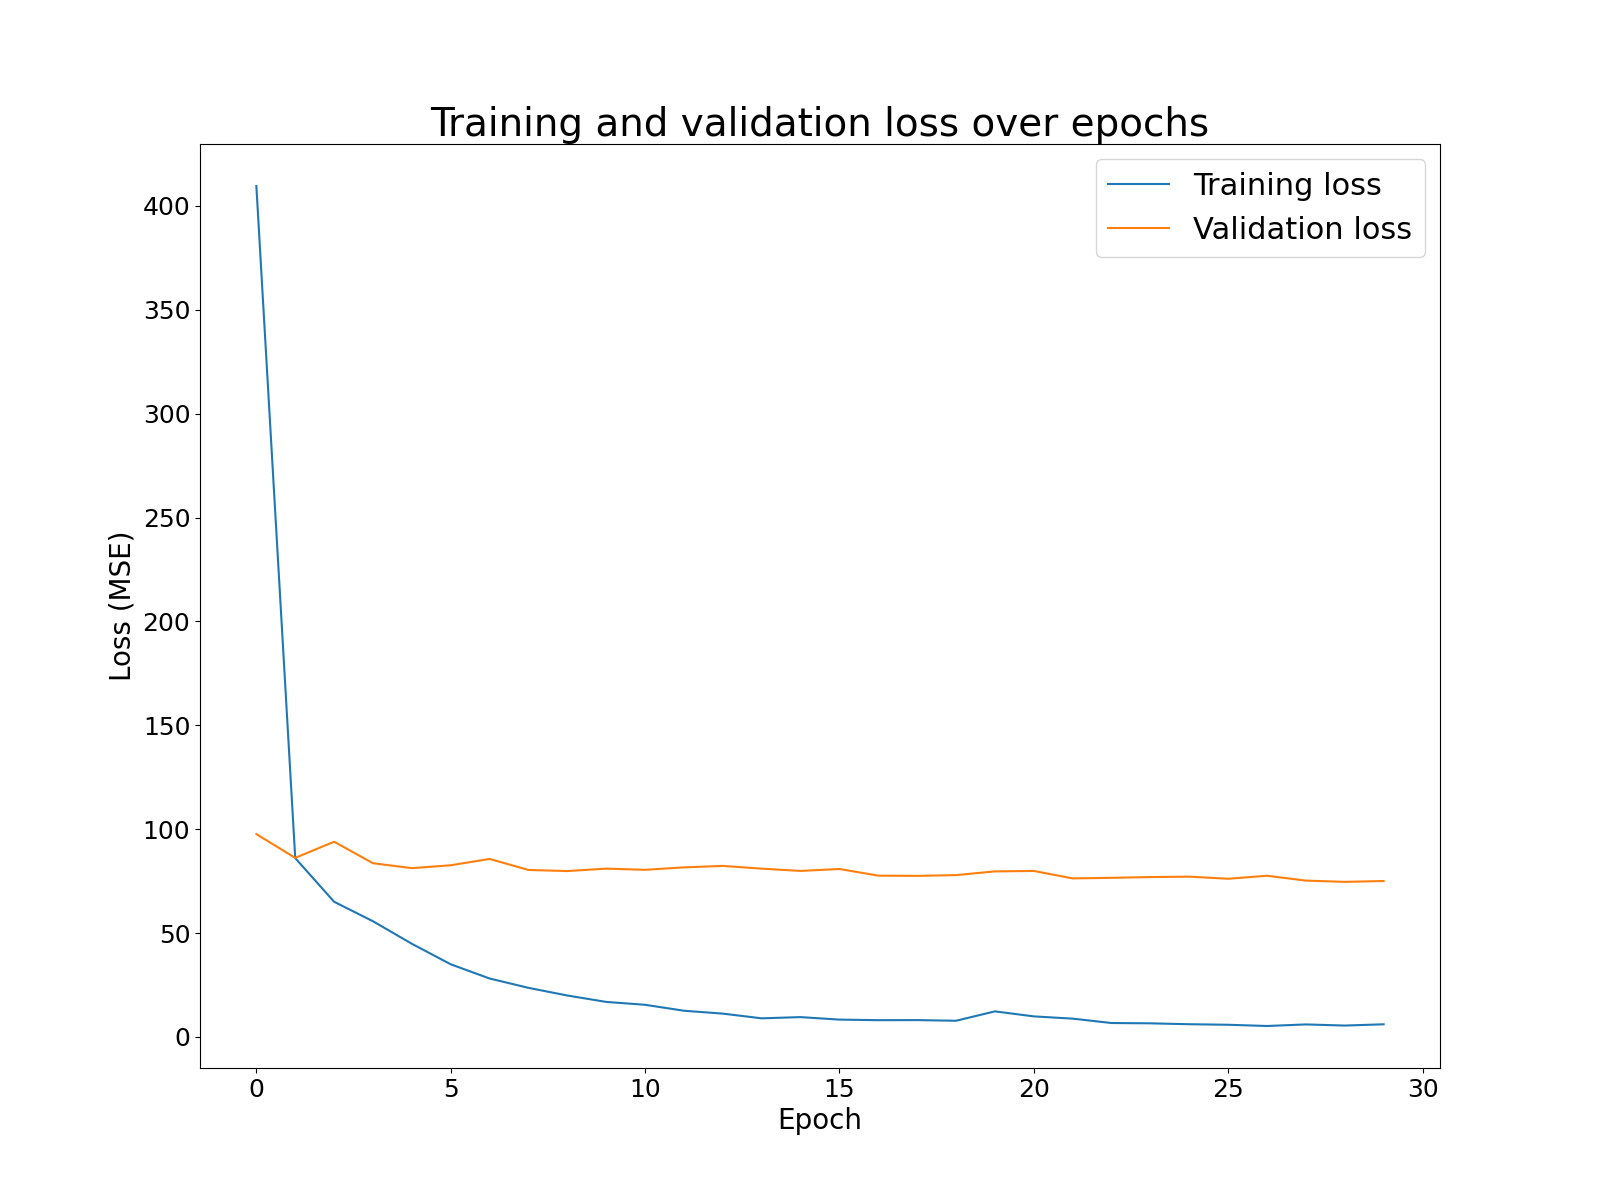 Training and validation loss over epochs
Training loss
Validation loss
400
350
300
250
200
150
100
50
0
Loss (MSE)
0 5 10 15 20 25 30
Epoch